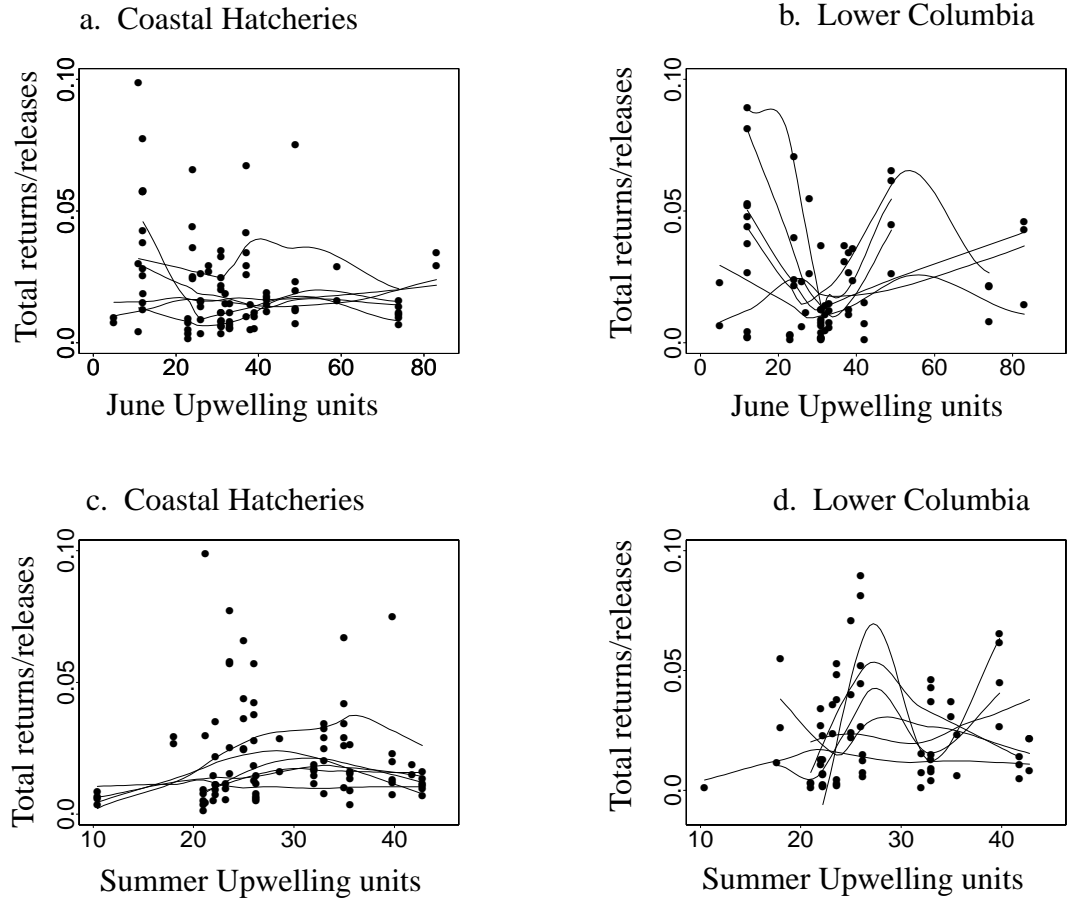 a. Coastal Hatcheries
b. Lower Columbia
Total returns/releases
0.0 0.05 0.10
0 20 40 60 80
June Upwelling units
Total returns/releases
0.0 0.05 0.10
0 20 40 60 80
June Upwelling units
c. Coastal Hatcheries
d. Lower Columbia
Total returns/releases
0.0 0.05 0.10
10 20 30 40
Summer Upwelling units
Total returns/releases
0.0 0.05 0.10
10 20 30 40
Summer Upwelling units